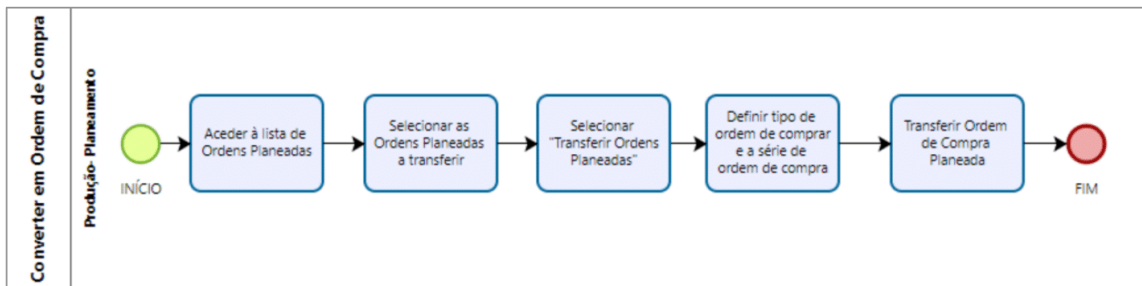 Converter em Ordem de Compra
Produção- Planeamento
INÍCIO
Aceder à lista de
Ordens Planeadas
Selecionar as
Ordens Planeadas
a transferir
Selecionar
"Transferir Ordens
Planeadas"
Definir tipo de
ordem de comprar
e a série de
ordem de compra
Transferir Ordem
de Compra
Planeada
FIM